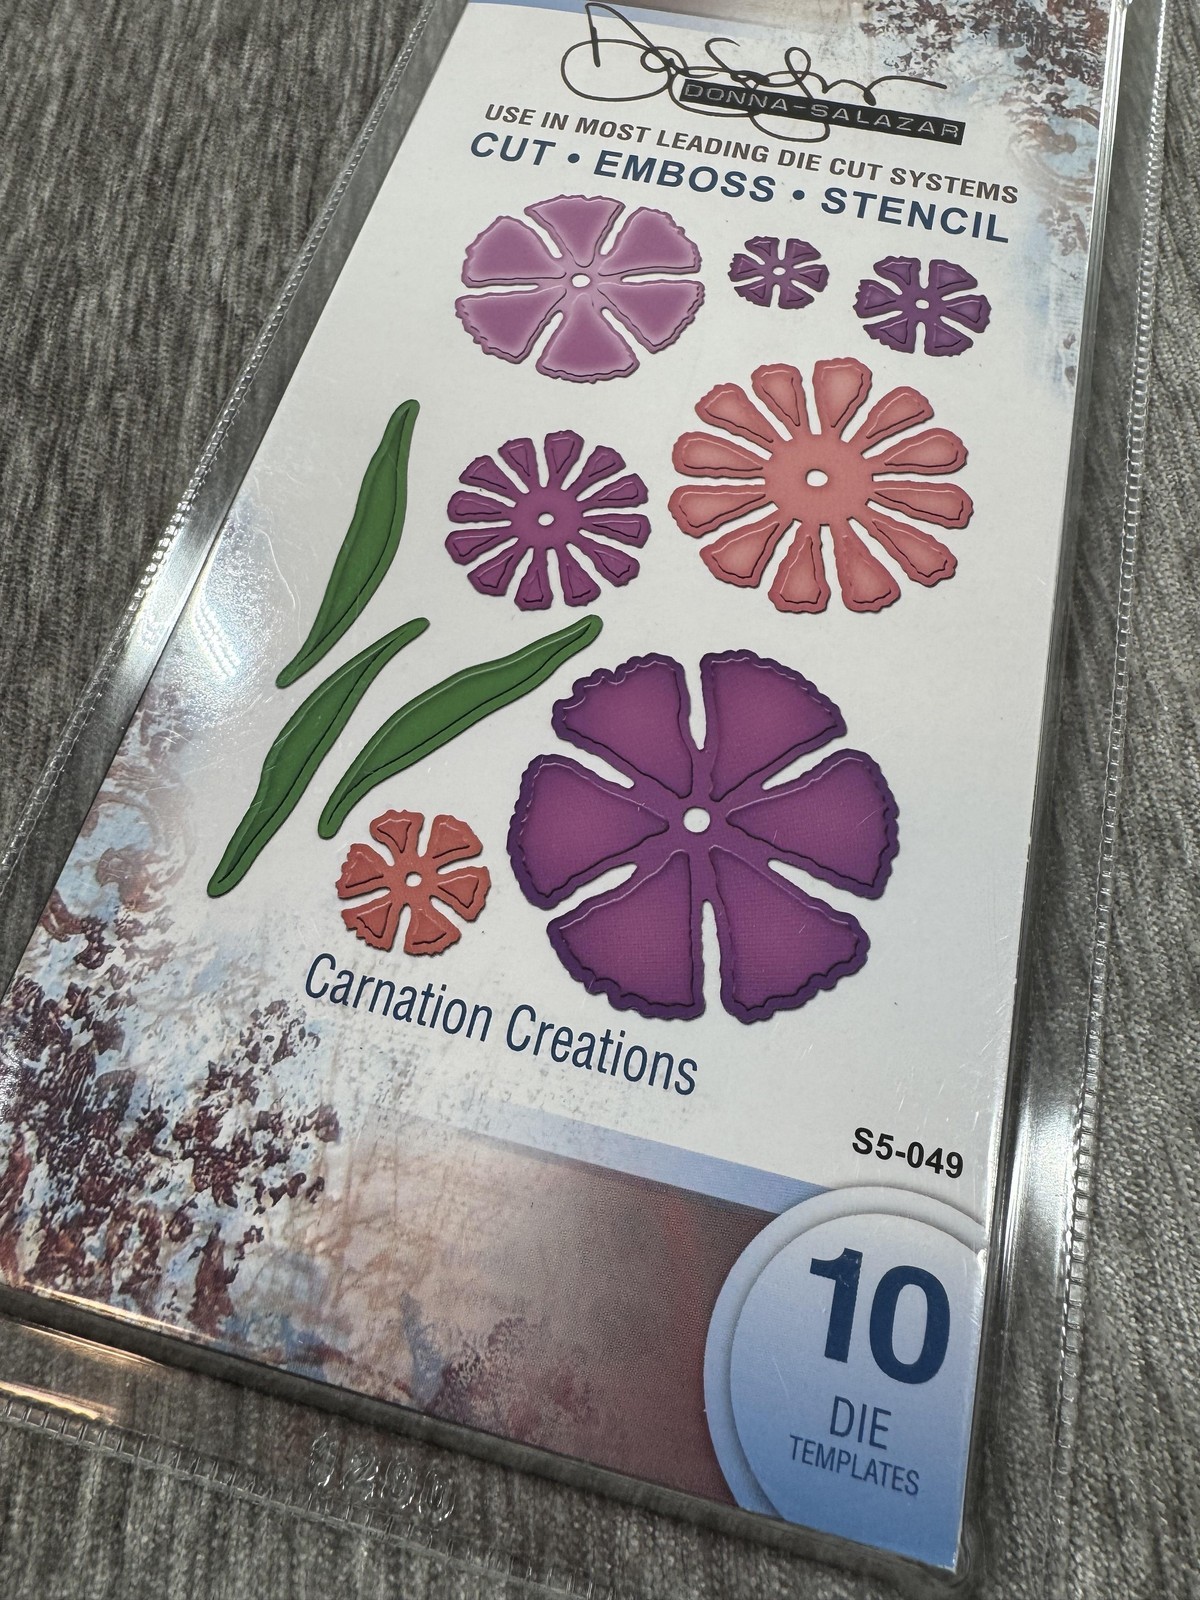 DONNA-SALAZAR
USE IN MOST LEADING DIE CUT SYSTEMS
CUT • EMBOSS • STENCIL
Carnation Creations
S5-049
10
DIE
TEMPLATES